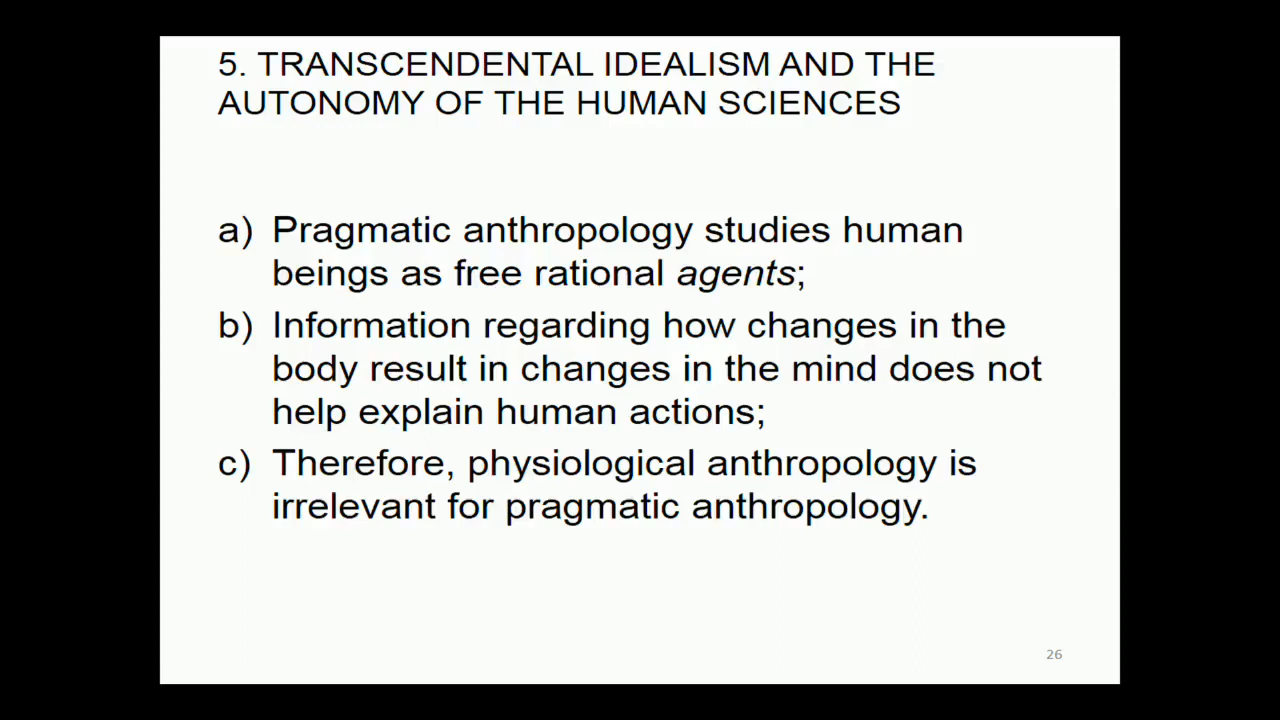 5. TRANSCENDENTAL IDEALISM AND THE
AUTONOMY OF THE HUMAN SCIENCES
a) Pragmatic anthropology studies human
beings as free rational agents;
b) Information regarding how changes in the
body result in changes in the mind does not
help explain human actions;
c) Therefore, physiological anthropology is
irrelevant for pragmatic anthropology.
26